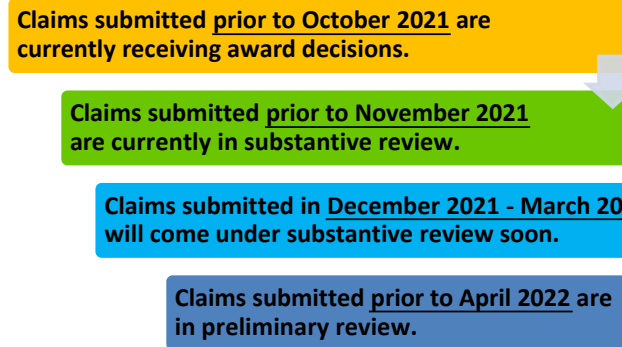 Claims submitted prior to October 2021 are
currently receiving award decisions.
Claims submitted prior to November 2021
are currently in substantive review.
Claims submitted in December 2021 - March
will come under substantive review soon.
Claims submitted prior to April 2022 are
in preliminary review.